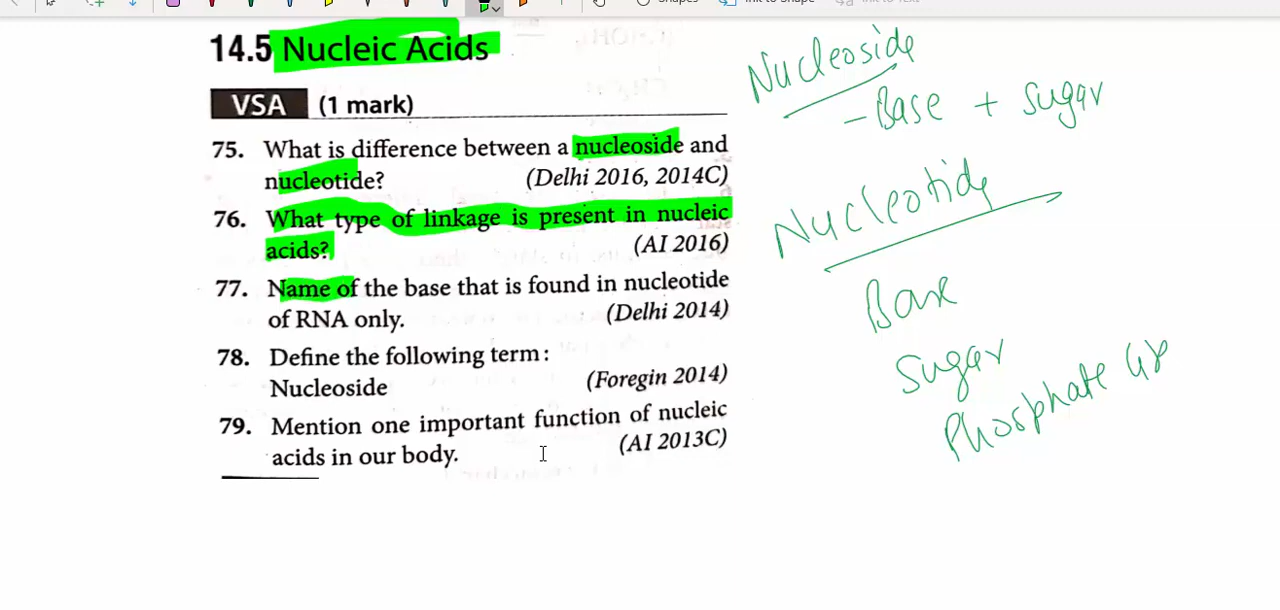 14.5 Nucleic Acids
VSA (1 mark)
75. What is difference between a nucleoside and
nucleotide? (Delhi 2016, 2014C)
76. What type of linkage is present in nucleic
acids? (AI 2016)
77. Name of the base that is found in nucleotide
of RNA only. (Delhi 2014)
78. Define the following term:
Nucleoside (Foregin 2014)
79. Mention one important function of nucleic
acids in our body. (AI 2013C)
Nucleoside
- Base + Sugar
Nucleotide
Base
Sugar
Phosphate